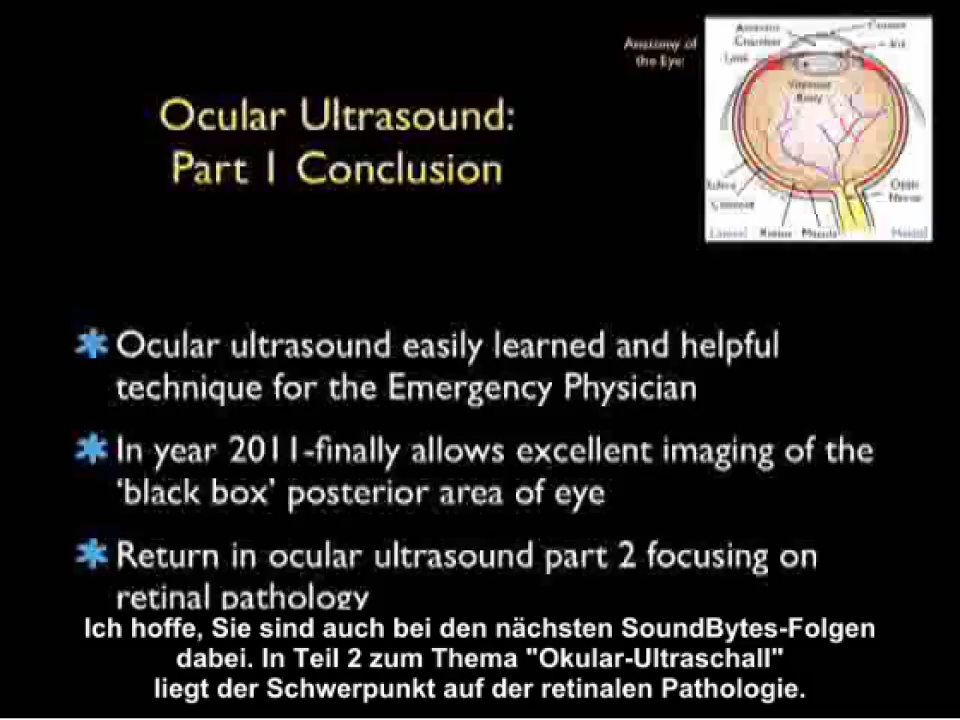 Anatomy of
the Eye
Anterior
Chamber
Cornea
Iris
Lens
Vitreous
Body
Sclera
Optic
Nerve
Lateral
Retina
Macula
Medial
Ocular Ultrasound:
Part 1 Conclusion
Ocular ultrasound easily learned and helpful
technique for the Emergency Physician
In year 2011-finally allows excellent imaging of the
‘black box’ posterior area of eye
Return in ocular ultrasound part 2 focusing on
retinal pathology
Ich hoffe, Sie sind auch bei den nächsten SoundBytes-Folgen
dabei. In Teil 2 zum Thema "Okular-Ultraschall"
liegt der Schwerpunkt auf der retinalen Pathologie.